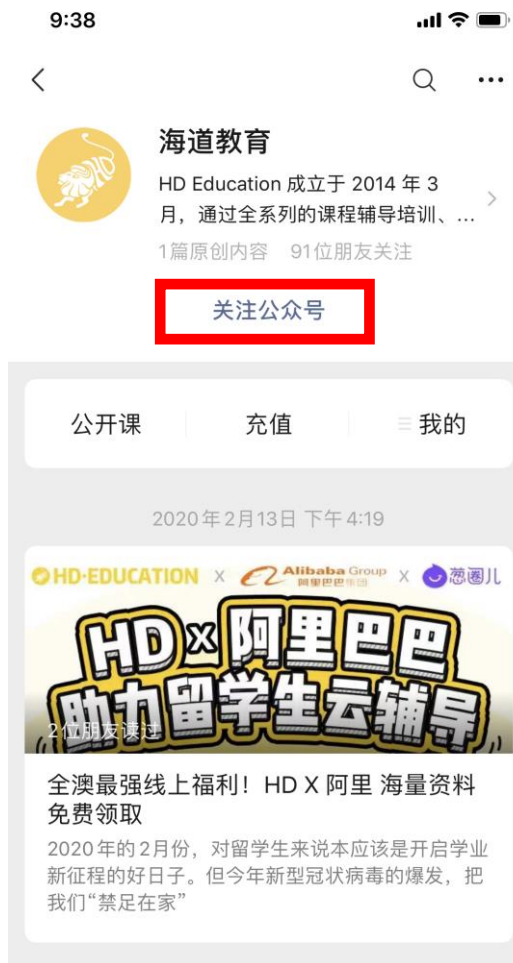 9:38
海道教育
HD Education 成立于 2014 年 3
月，通过全系列的课程辅导培训、...
1篇原创内容 91位朋友关注
关注公众号
公开课 充值 我的
2020年2月13日 下午4:19
HD·EDUCATION X Alibaba Group 阿里巴巴集团 X 葱圈儿
HD×阿里巴巴
助力留学生云辅导
2位朋友读过
全澳最强线上福利！HD X 阿里 海量资料
免费领取
2020年的2月份，对留学生来说本应该是开启学业
新征程的好日子。但今年新型冠状病毒的爆发，把
我们“禁足在家”